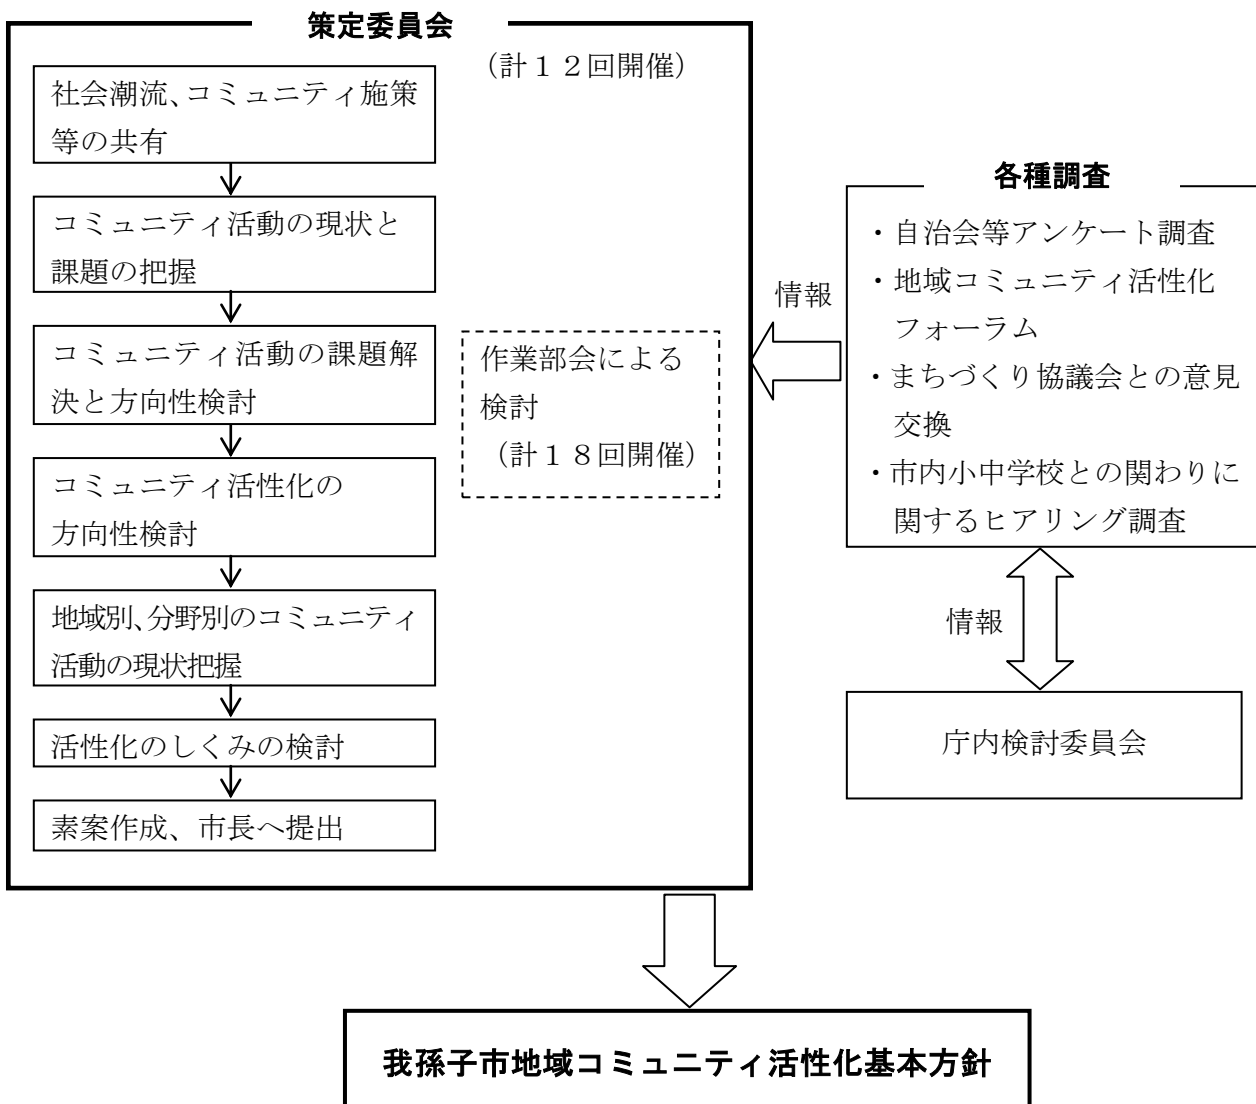 策定委員会
（計１２回開催）
社会潮流、コミュニティ施策
等の共有
コミュニティ活動の現状と
課題の把握
コミュニティ活動の課題解
決と方向性検討
コミュニティ活性化の
方向性検討
地域別、分野別のコミュニティ
活動の現状把握
活性化のしくみの検討
素案作成、市長へ提出
作業部会による
検討
（計１８回開催）
情報
各種調査
・自治会等アンケート調査
・地域コミュニティ活性化
フォーラム
・まちづくり協議会との意見
交換
・市内小中学校との関わりに
関するヒアリング調査
情報
庁内検討委員会
我孫子市地域コミュニティ活性化基本方針